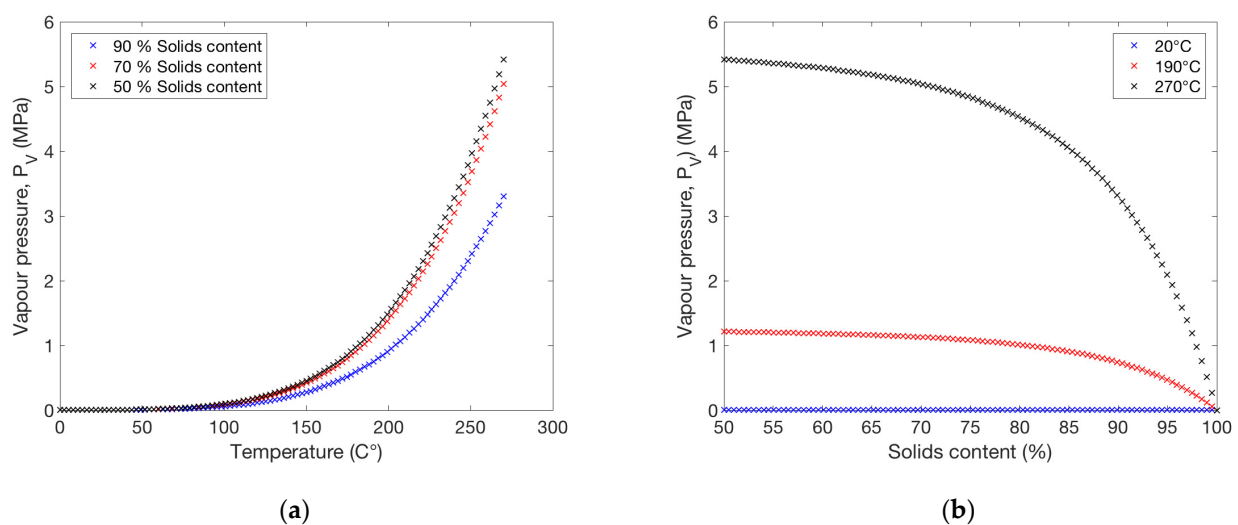 6
5
4
3
2
1
0
Vapour pressure, P_V (MPa)
90 % Solids content
70 % Solids content
50 % Solids content
0 50 100 150 200 250 300
Temperature (C°)
(a)
6
5
4
3
2
1
0
Vapour pressure, P_V) (MPa)
20°C
190°C
270°C
50 55 60 65 70 75 80 85 90 95 100
Solids content (%)
(b)